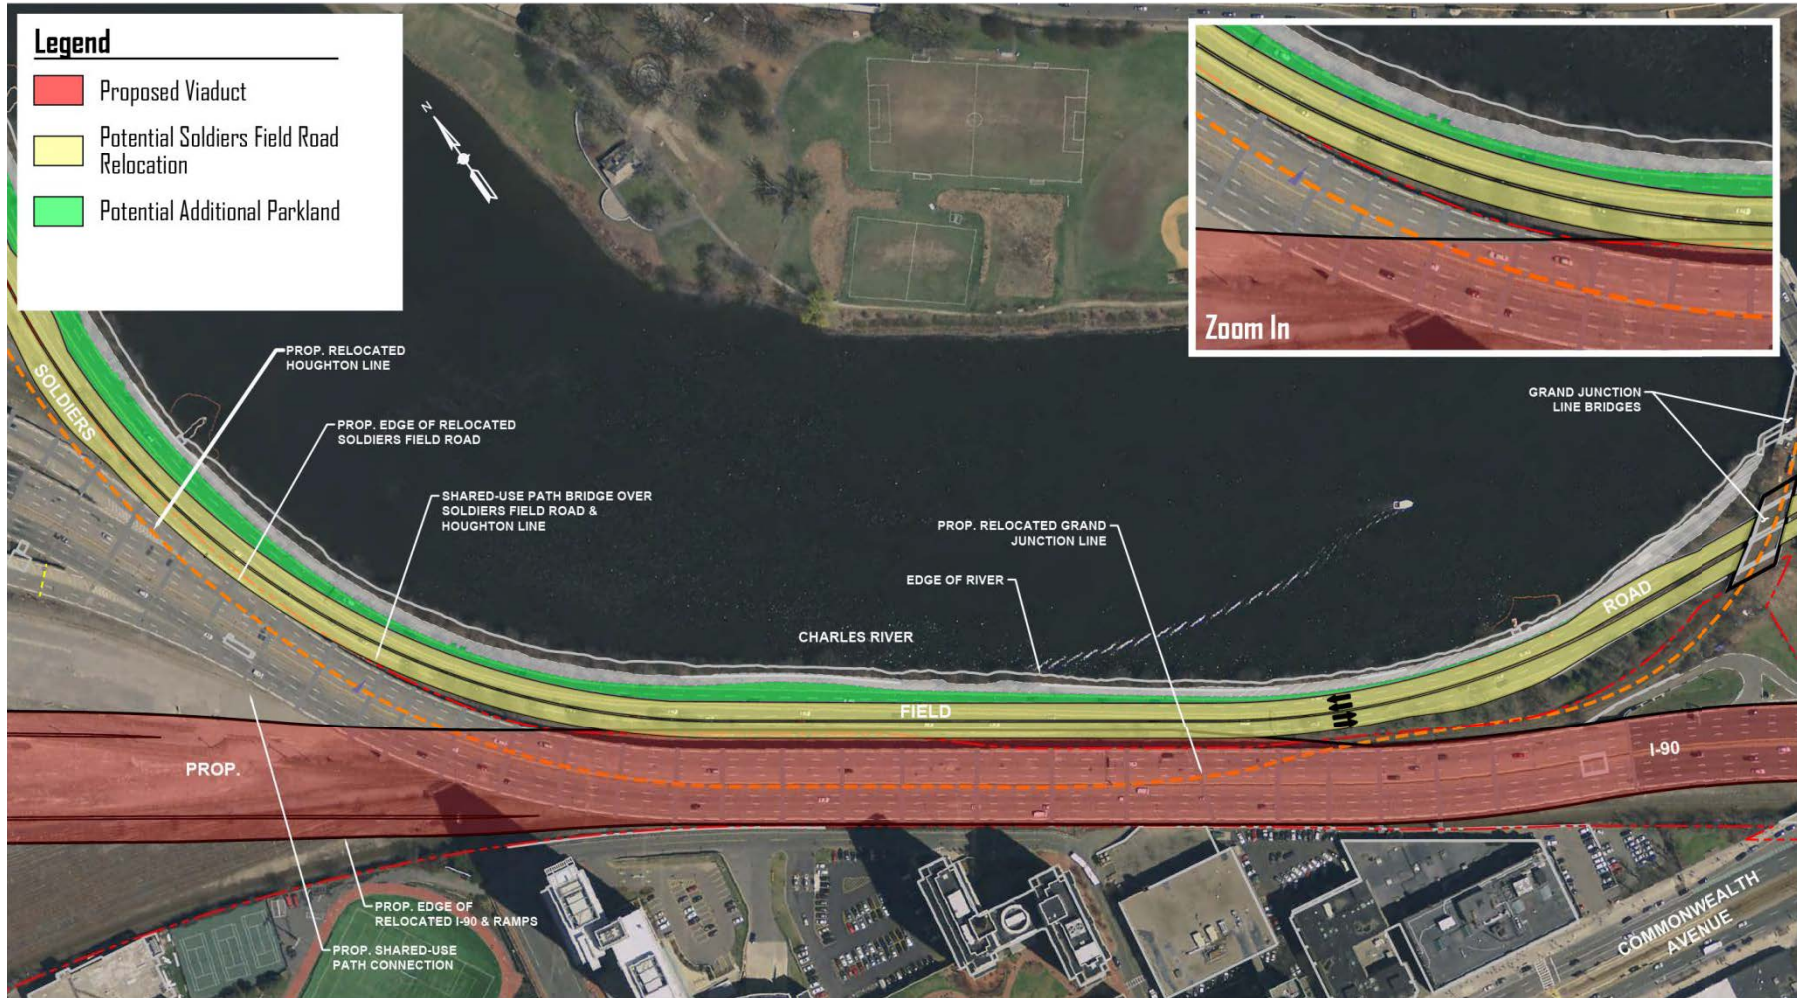 Legend
Proposed Viaduct
Potential Soldiers Field Road
Relocation
Potential Additional Parkland
N
Zoom In
PROP. RELOCATED
HOUGHTON LINE
SOLDIERS
PROP. EDGE OF RELOCATED
SOLDIERS FIELD ROAD
SHARED-USE PATH BRIDGE OVER
SOLDIERS FIELD ROAD &
HOUGHTON LINE
GRAND JUNCTION
LINE BRIDGES
PROP. RELOCATED GRAND
JUNCTION LINE
EDGE OF RIVER
CHARLES RIVER
ROAD
FIELD
PROP.
I-90
PROP. EDGE OF
RELOCATED I-90 & RAMPS
PROP. SHARED-USE
PATH CONNECTION
COMMONWEALTH
AVENUE